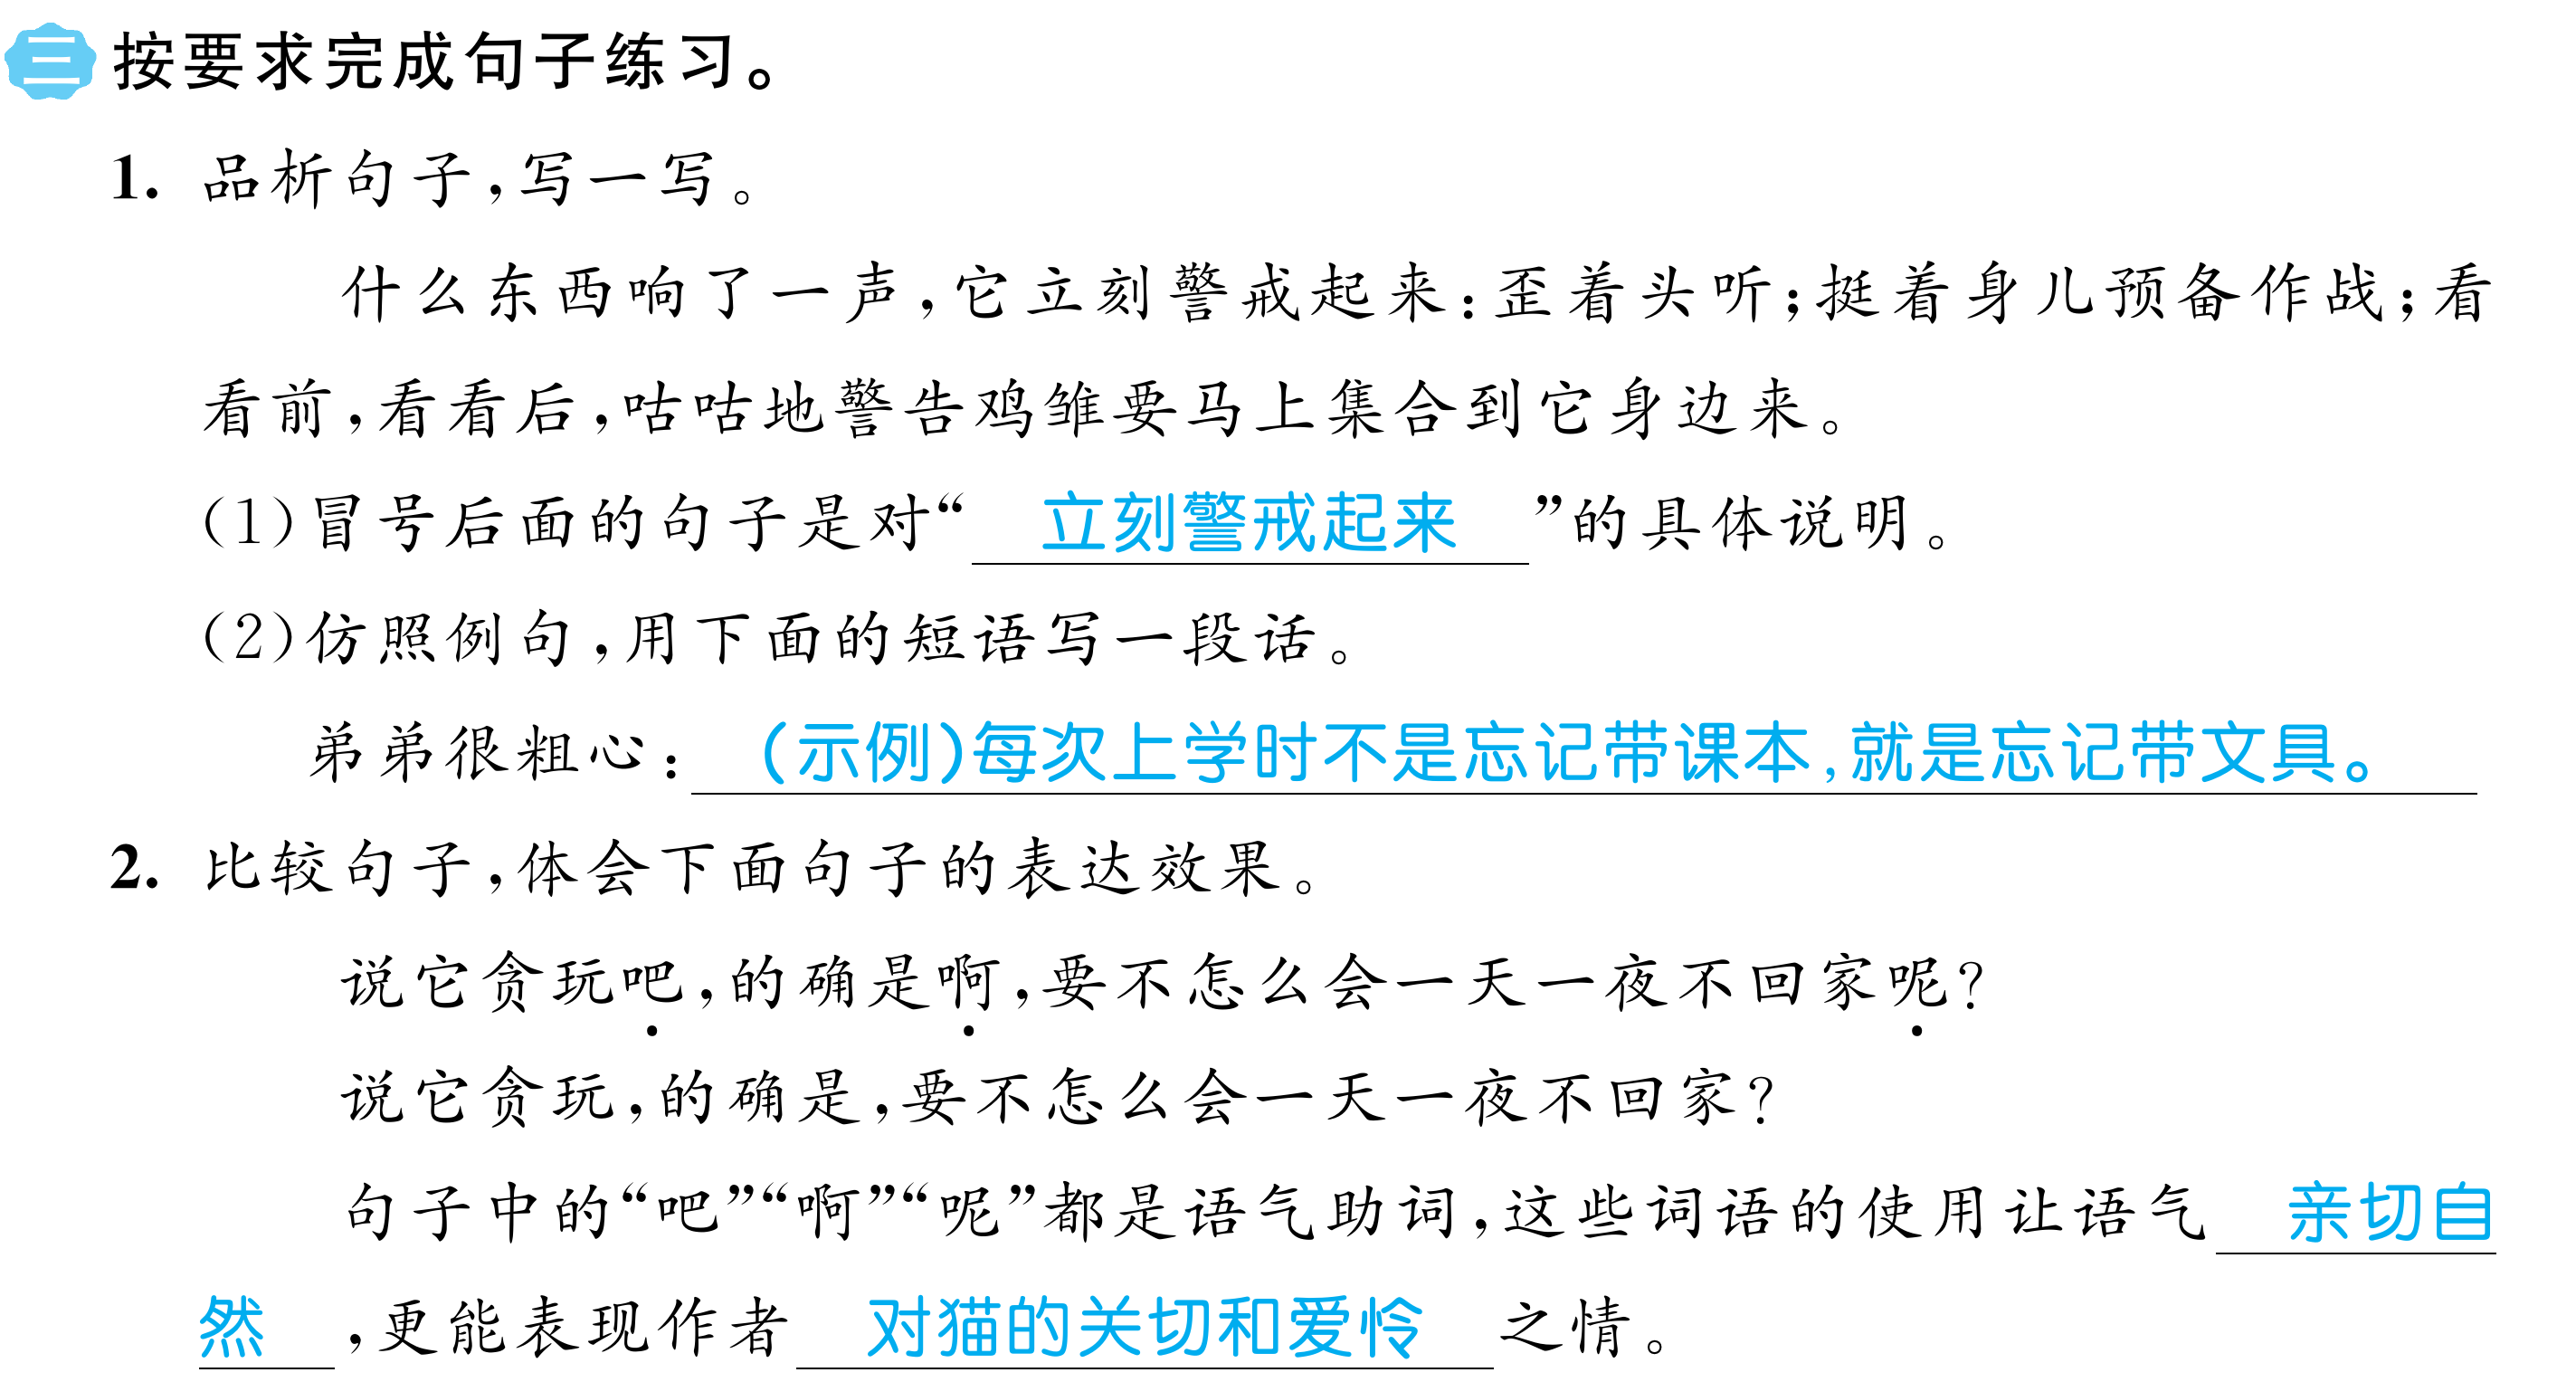 三 按要求完成句子练习。
1. 品析句子,写一写。
什么东西响了一声,它立刻警戒起来:歪着头听;挺着身儿预备作战;看
看前,看看后,咕咕地警告鸡雏要马上集合到它身边来。
(1)冒号后面的句子是对“立刻警戒起来”的具体说明。
(2)仿照例句,用下面的短语写一段话。
弟弟很粗心:(示例)每次上学时不是忘记带课本,就是忘记带文具。
2. 比较句子,体会下面句子的表达效果。
说它贪玩吧,的确是啊,要不怎么会一天一夜不回家呢?
说它贪玩,的确是,要不怎么会一天一夜不回家?
句子中的“吧”“啊”“呢”都是语气助词,这些词语的使用让语气亲切自
然,更能表现作者对猫的关切和爱怜之情。